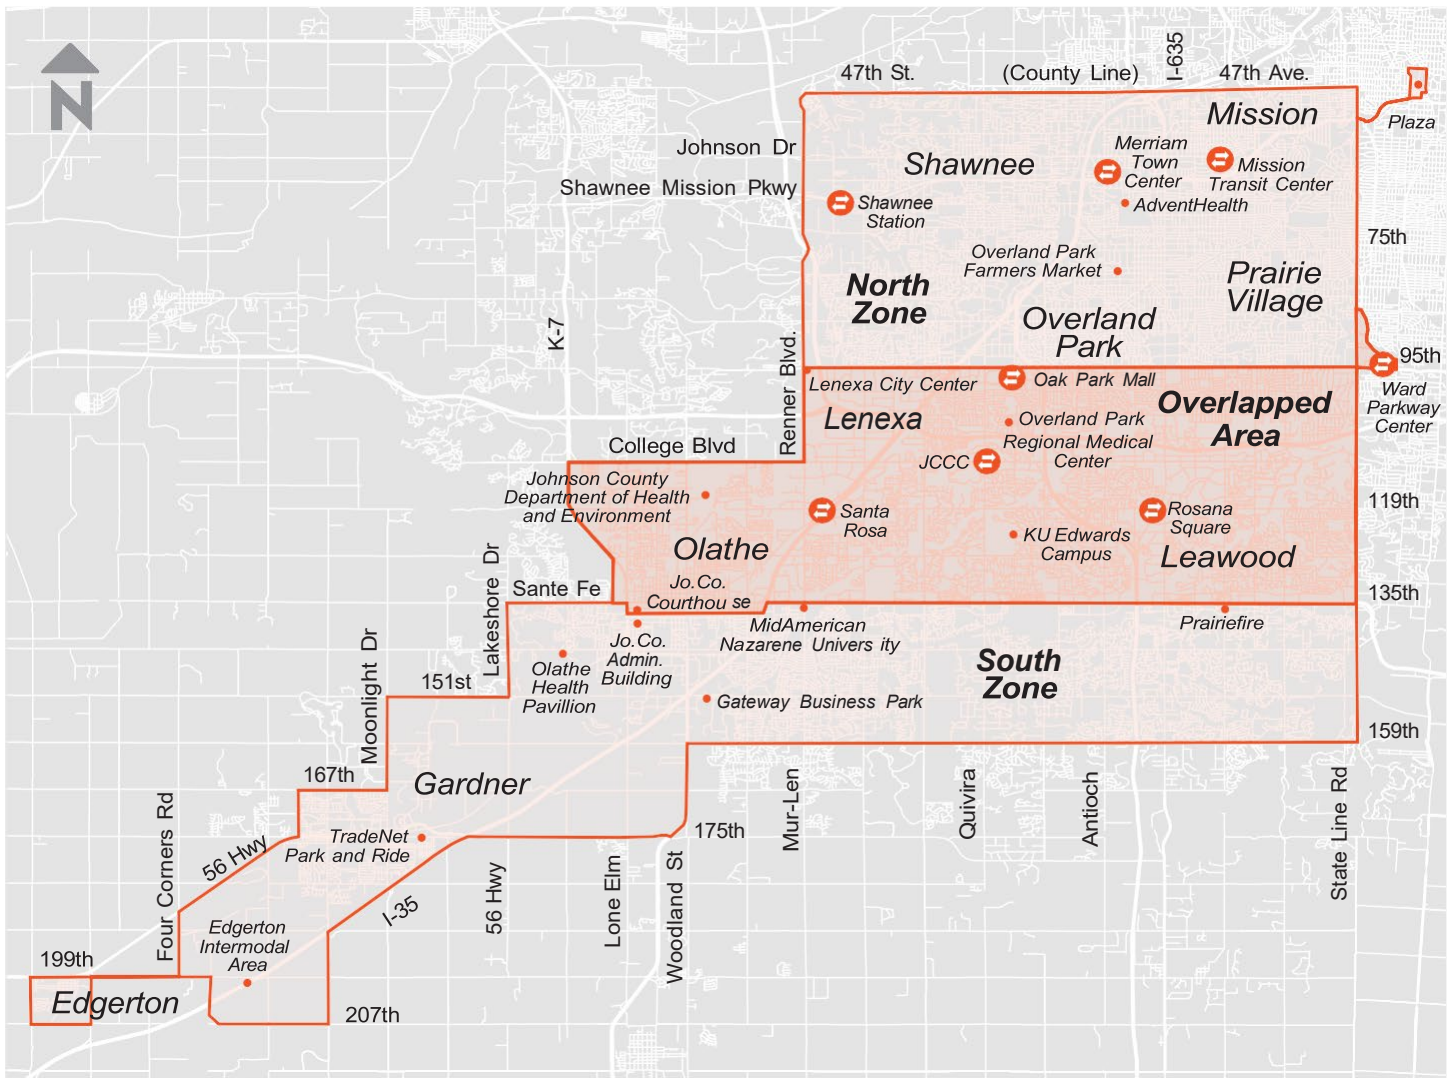 N
47th St.
(County Line)
I-635
47th Ave.
Plaza
Mission
Johnson Dr
Shawnee
Merriam
Town
Center
Mission
Transit Center
Shawnee Mission Pkwy
Shawnee
Station
AdventHealth
75th
Overland Park
Farmers Market
North
Zone
Prairie
Village
Overland
Park
K-7
Renner Blvd.
95th
Ward
Parkway
Center
Lenexa City Center
Oak Park Mall
Lenexa
Overland Park
Regional Medical
Center
Overlapped
Area
College Blvd
JCCC
Johnson County
Department of Health
and Environment
Santa
Rosa
Rosana
Square
119th
KU Edwards
Campus
Olathe
Leawood
Lakeshore Dr
Sante Fe
Jo.Co.
Courthou se
135th
MidAmerican
Nazarene Univers ity
Prairiefire
Jo.Co.
Admin.
Building
Olathe
Health
Pavillion
South
Zone
Moonlight Dr
151st
Gateway Business Park
159th
167th
Gardner
Mur-Len
Quivira
Antioch
State Line Rd
Four Corners Rd
56 Hwy
TradeNet
Park and Ride
175th
I-35
56 Hwy
Lone Elm
Woodland St
Edgerton
Intermodal
Area
199th
Edgerton
207th